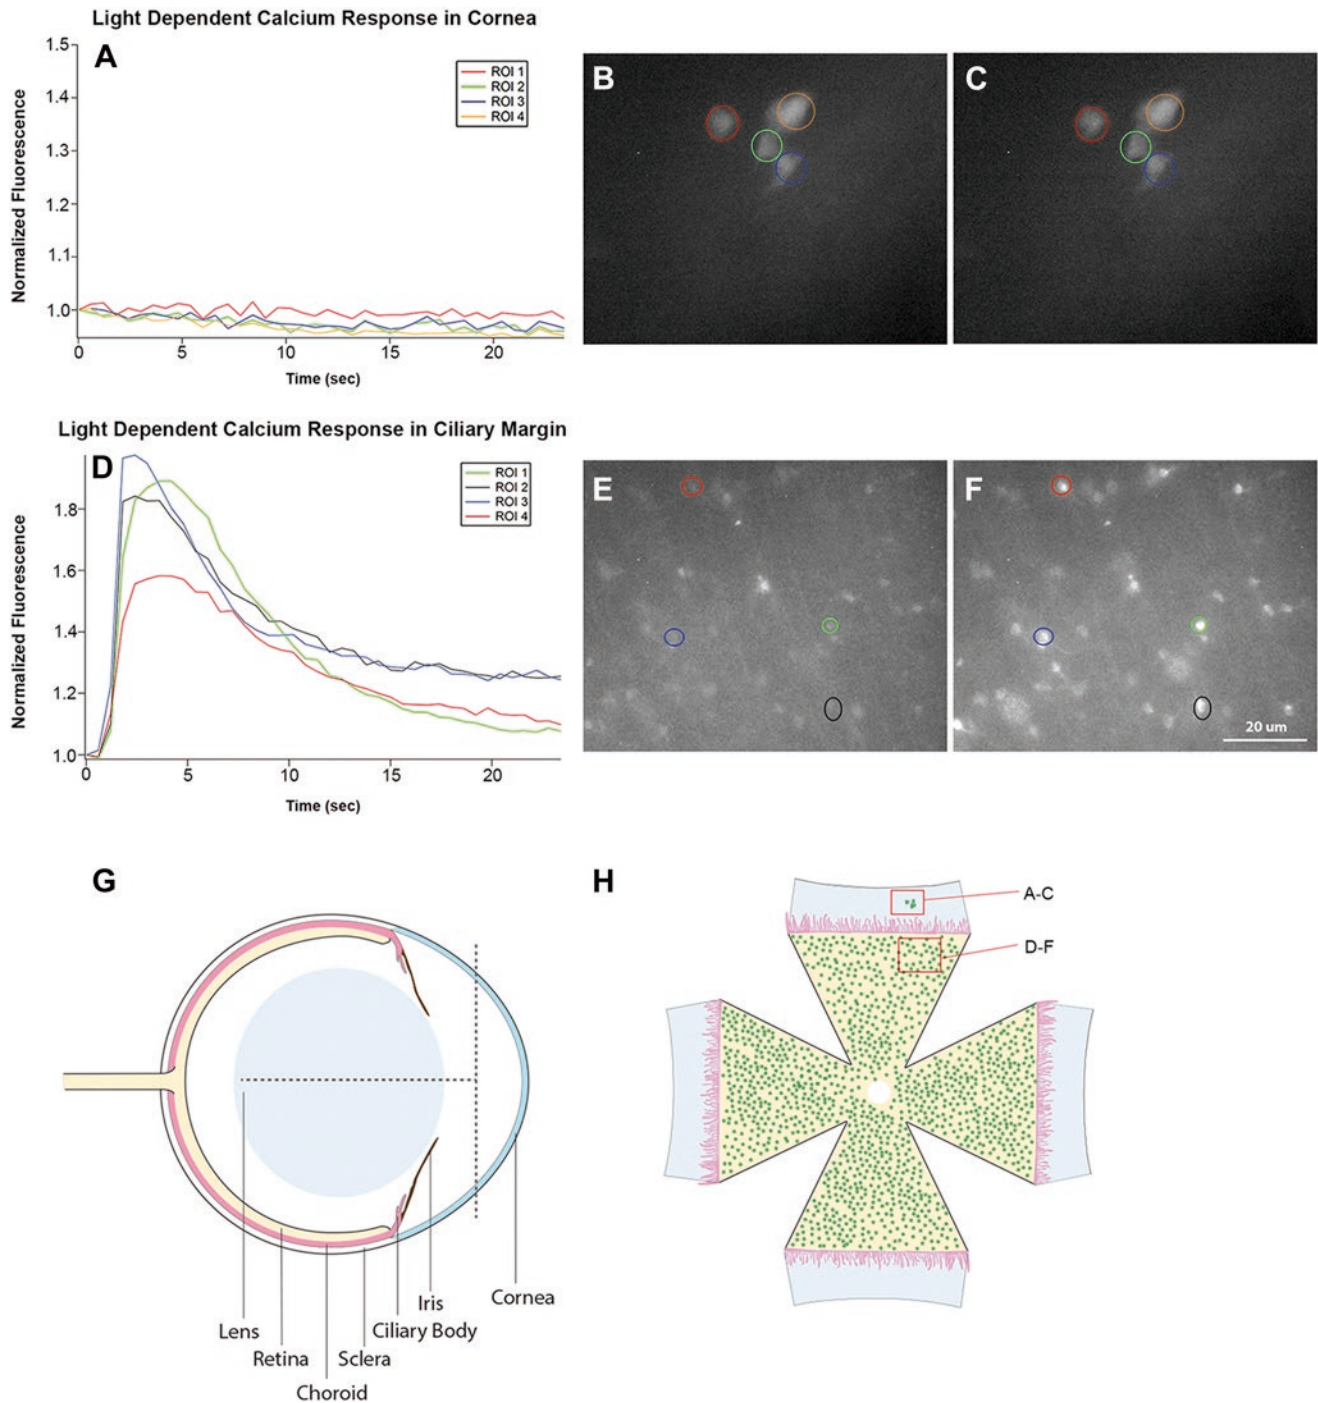 Light Dependent Calcium Response in Cornea
A
B
C
1.5
1.4
1.3
1.2
1.1
1.0
Normalized Fluorescence
ROI 1
ROI 2
ROI 3
ROI 4
0 5 10 15 20
Time (sec)
Light Dependent Calcium Response in Ciliary Margin
D
E
F
1.8
1.6
1.4
1.2
1.0
Normalized Fluorescence
ROI 1
ROI 2
ROI 3
ROI 4
0 5 10 15 20
Time (sec)
20 um
G
Lens
Retina
Choroid
Sclera
Ciliary Body
Iris
Cornea
H
A-C
D-F